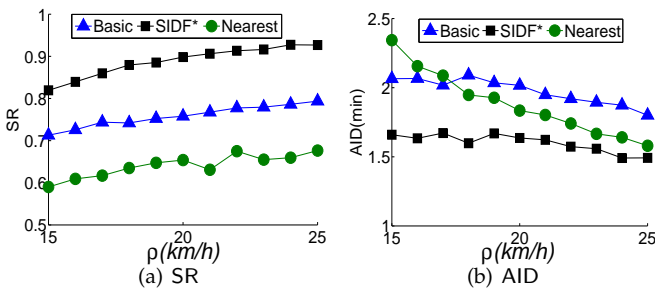 Basic SIDF* Nearest
1
0.9
0.8
0.7
0.6
0.5
SR
15 20 25
ρ(km/h)
(a) SR
Basic SIDF* Nearest
2.5
2
1.5
1
AID(min)
15 20 25
ρ(km/h)
(b) AID